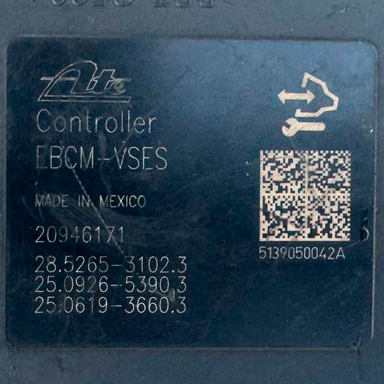 Ate
Controller
EBCM-VSES
MADE IN MEXICO
20946171
5139050042A
28.5265-3102.3
25.0926-5390.3
25.0619-3660.3